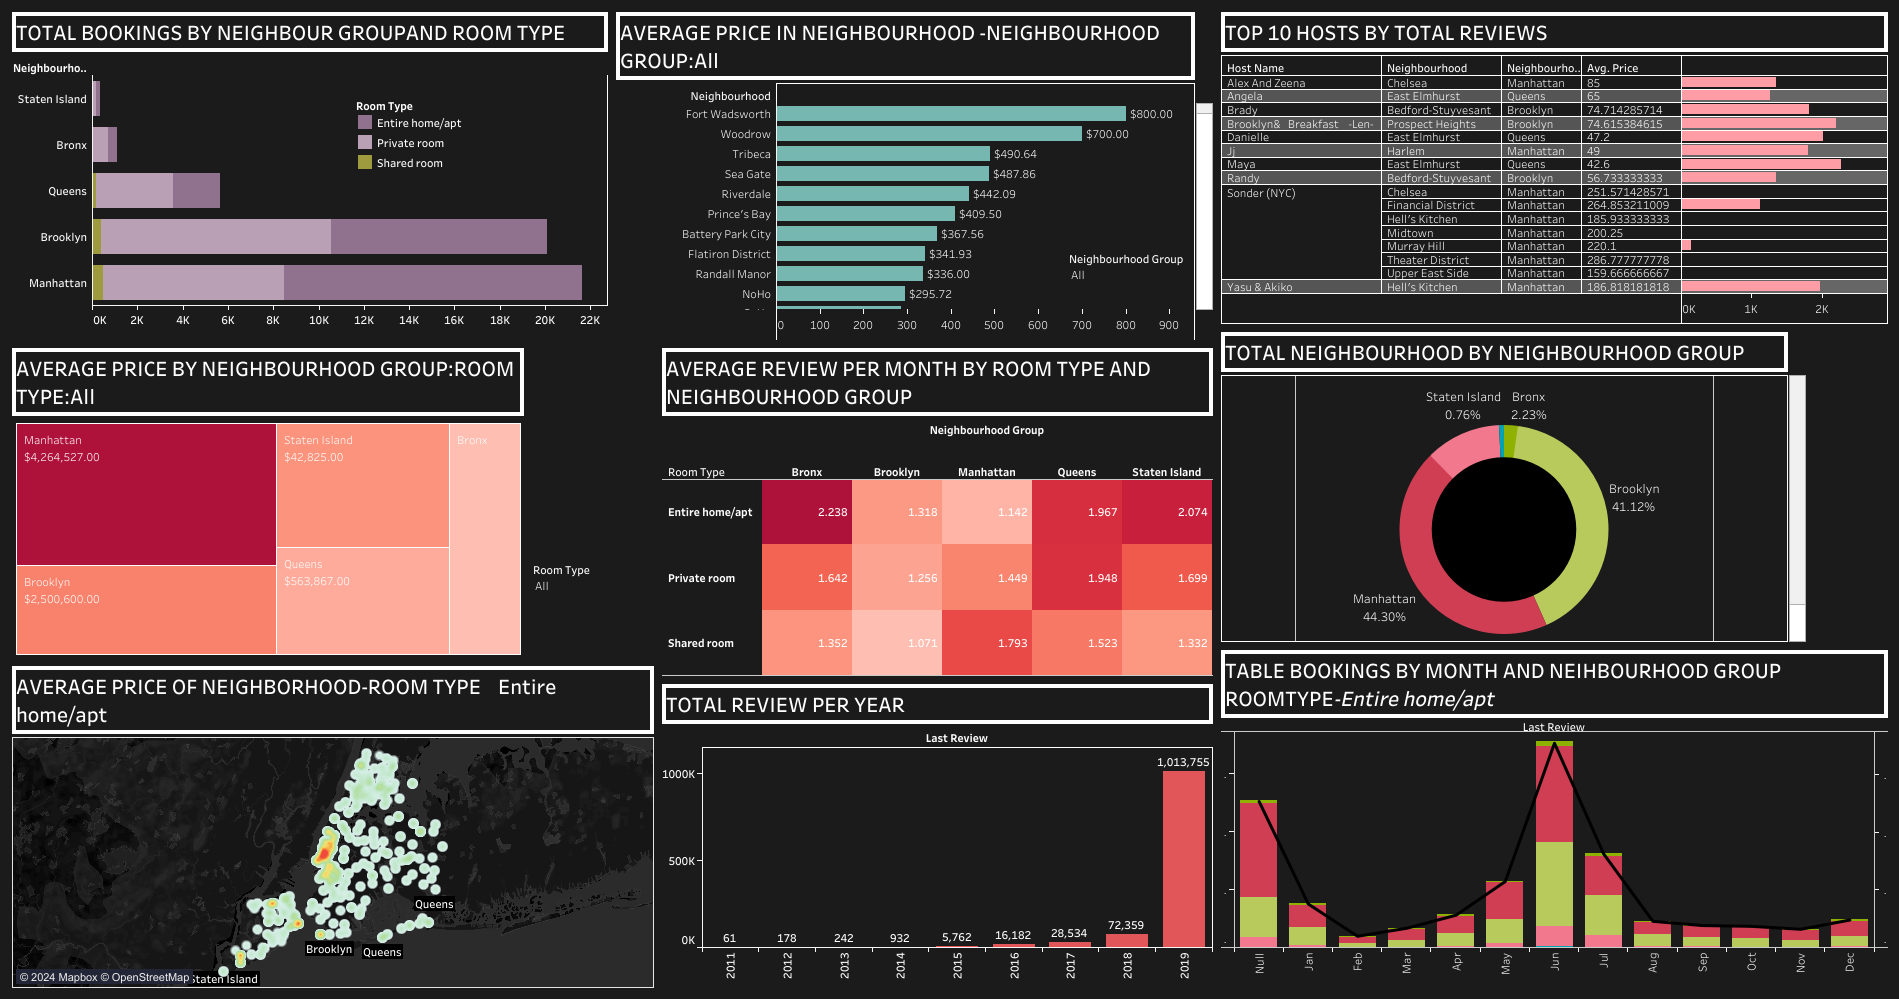 TOTAL BOOKINGS BY NEIGHBOUR GROUPAND ROOM TYPE
Neighbourho..
Staten Island
Bronx
Queens
Brooklyn
Manhattan
Room Type
Entire home/apt
Private room
Shared room
0K 2K 4K 6K 8K 10K 12K 14K 16K 18K 20K 22K
AVERAGE PRICE IN NEIGHBOURHOOD -NEIGHBOURHOOD
GROUP:All
Neighbourhood
Fort Wadsworth $800.00
Woodrow $700.00
Tribeca $490.64
Sea Gate $487.86
Riverdale $442.09
Prince's Bay $409.50
Battery Park City $367.56
Flatiron District $341.93
Randall Manor $336.00
NoHo $295.72
Neighbourhood Group
All
0 100 200 300 400 500 600 700 800 900
TOP 10 HOSTS BY TOTAL REVIEWS
Host Name Neighbourhood Neighbourho.. Avg. Price
Alex And Zeena Chelsea Manhattan 85
Angela East Elmhurst Queens 65
Brady Bedford-Stuyvesant Brooklyn 74.714285714
Brooklyn& Breakfast -Len- Prospect Heights Brooklyn 74.615384615
Danielle East Elmhurst Queens 47.2
Jj Harlem Manhattan 49
Maya East Elmhurst Queens 42.6
Randy Bedford-Stuyvesant Brooklyn 56.733333333
Sonder (NYC) Chelsea Manhattan 251.571428571
Financial District Manhattan 264.853211009
Hell's Kitchen Manhattan 185.933333333
Midtown Manhattan 200.25
Murray Hill Manhattan 220.1
Theater District Manhattan 286.777777778
Upper East Side Manhattan 159.666666667
Yasu & Akiko Hell's Kitchen Manhattan 186.818181818
0K 1K 2K
AVERAGE PRICE BY NEIGHBOURHOOD GROUP:ROOM
TYPE:All
Manhattan
$4,264,527.00
Brooklyn
$2,500,600.00
Staten Island
$42,825.00
Queens
$563,867.00
Bronx
Room Type
All
AVERAGE REVIEW PER MONTH BY ROOM TYPE AND
NEIGHBOURHOOD GROUP
Neighbourhood Group
Room Type Bronx Brooklyn Manhattan Queens Staten Island
Entire home/apt 2.238 1.318 1.142 1.967 2.074
Private room 1.642 1.256 1.449 1.948 1.699
Shared room 1.352 1.071 1.793 1.523 1.332
TOTAL NEIGHBOURHOOD BY NEIGHBOURHOOD GROUP
Staten Island
0.76%
Bronx
2.23%
Brooklyn
41.12%
Manhattan
44.30%
AVERAGE PRICE OF NEIGHBORHOOD-ROOM TYPE Entire
home/apt
Queens
Brooklyn
Queens
Staten Island
© 2024 Mapbox © OpenStreetMap
TOTAL REVIEW PER YEAR
Last Review
1000K
500K
0K
61 178 242 932 5,762 16,182 28,534 72,359 1,013,755
2011 2012 2013 2014 2015 2016 2017 2018 2019
TABLE BOOKINGS BY MONTH AND NEIHBOURHOOD GROUP
ROOMTYPE-Entire home/apt
Last Review
Null Jan Feb Mar Apr May Jun Jul Aug Sep Oct Nov Dec